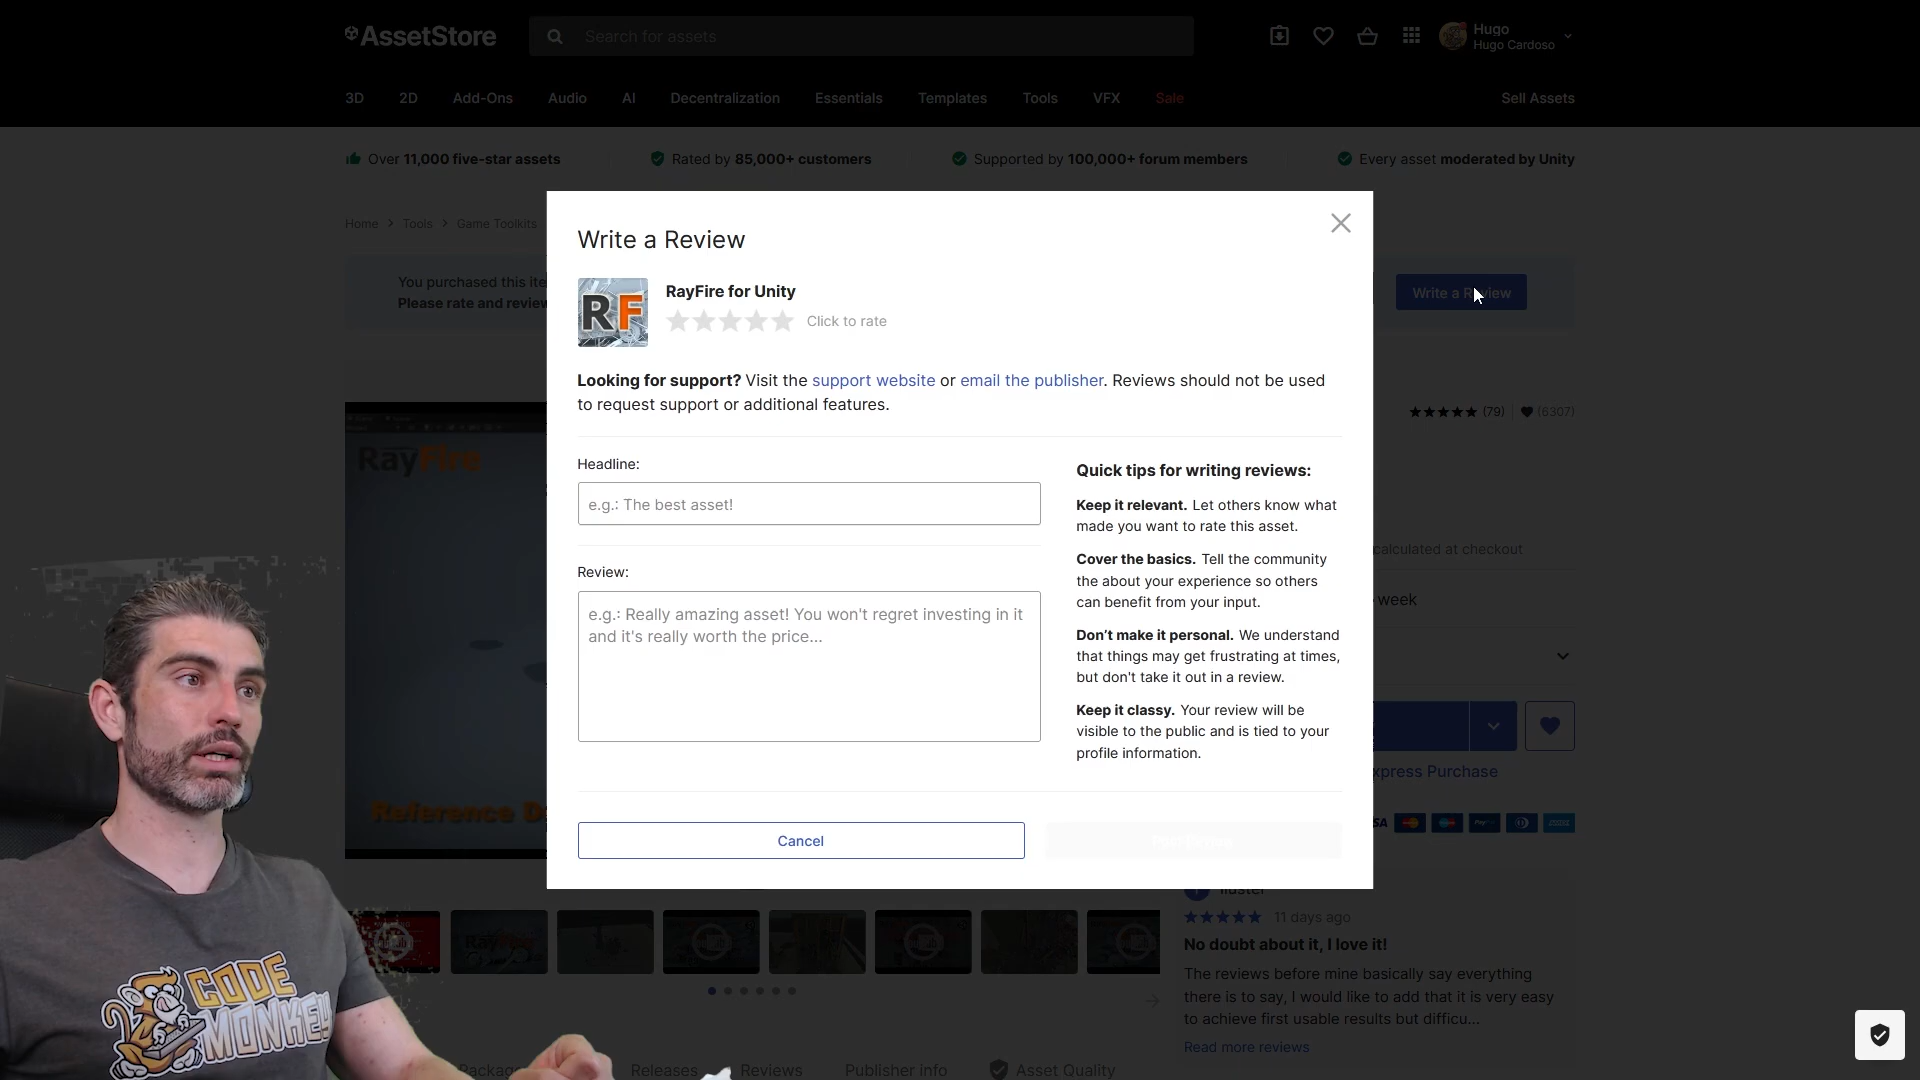 AssetStore
Search for assets
Hugo
Hugo Cardoso
3D 2D Add-Ons Audio AI Decentralization Essentials Templates Tools VFX Sale Sell Assets
Over 11,000 five-star assets Rated by 85,000+ customers Supported by 100,000+ forum members Every asset moderated by Unity
Home > Tools > Game Toolkits
You purchased this ite
Please rate and review
Write a Review
Write a Review
RF
RayFire for Unity
Click to rate
Looking for support? Visit the support website or email the publisher. Reviews should not be used
to request support or additional features.
(79) (6307)
RayFire
Headline:
e.g.: The best asset!
Review:
e.g.: Really amazing asset! You won't regret investing in it
and it's really worth the price...
Quick tips for writing reviews:
Keep it relevant. Let others know what
made you want to rate this asset.
Cover the basics. Tell the community
the about your experience so others
can benefit from your input.
Don't make it personal. We understand
that things may get frustrating at times,
but don't take it out in a review.
Keep it classy. Your review will be
visible to the public and is tied to your
profile information.
calculated at checkout
week
xpress Purchase
Reference D
Cancel
11 days ago
No doubt about it, I love it!
The reviews before mine basically say everything
there is to say, I would like to add that it is very easy
to achieve first usable results but difficu...
Read more reviews
Packag Releases Reviews Publisher info Asset Quality
CODE
MONKEY